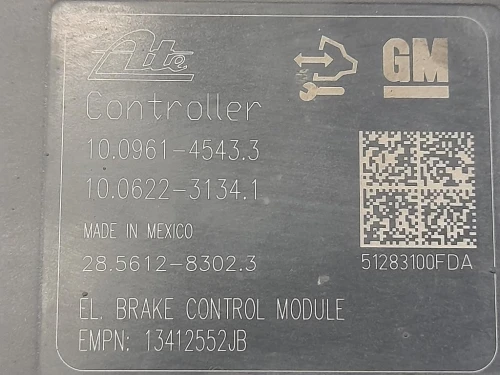 Ate
GM
Controller
10.0961-4543.3
10.0622-3134.1
MADE IN MEXICO
28.5612-8302.3
51283100FDA
EL. BRAKE CONTROL MODULE
EMPN: 13412552JB